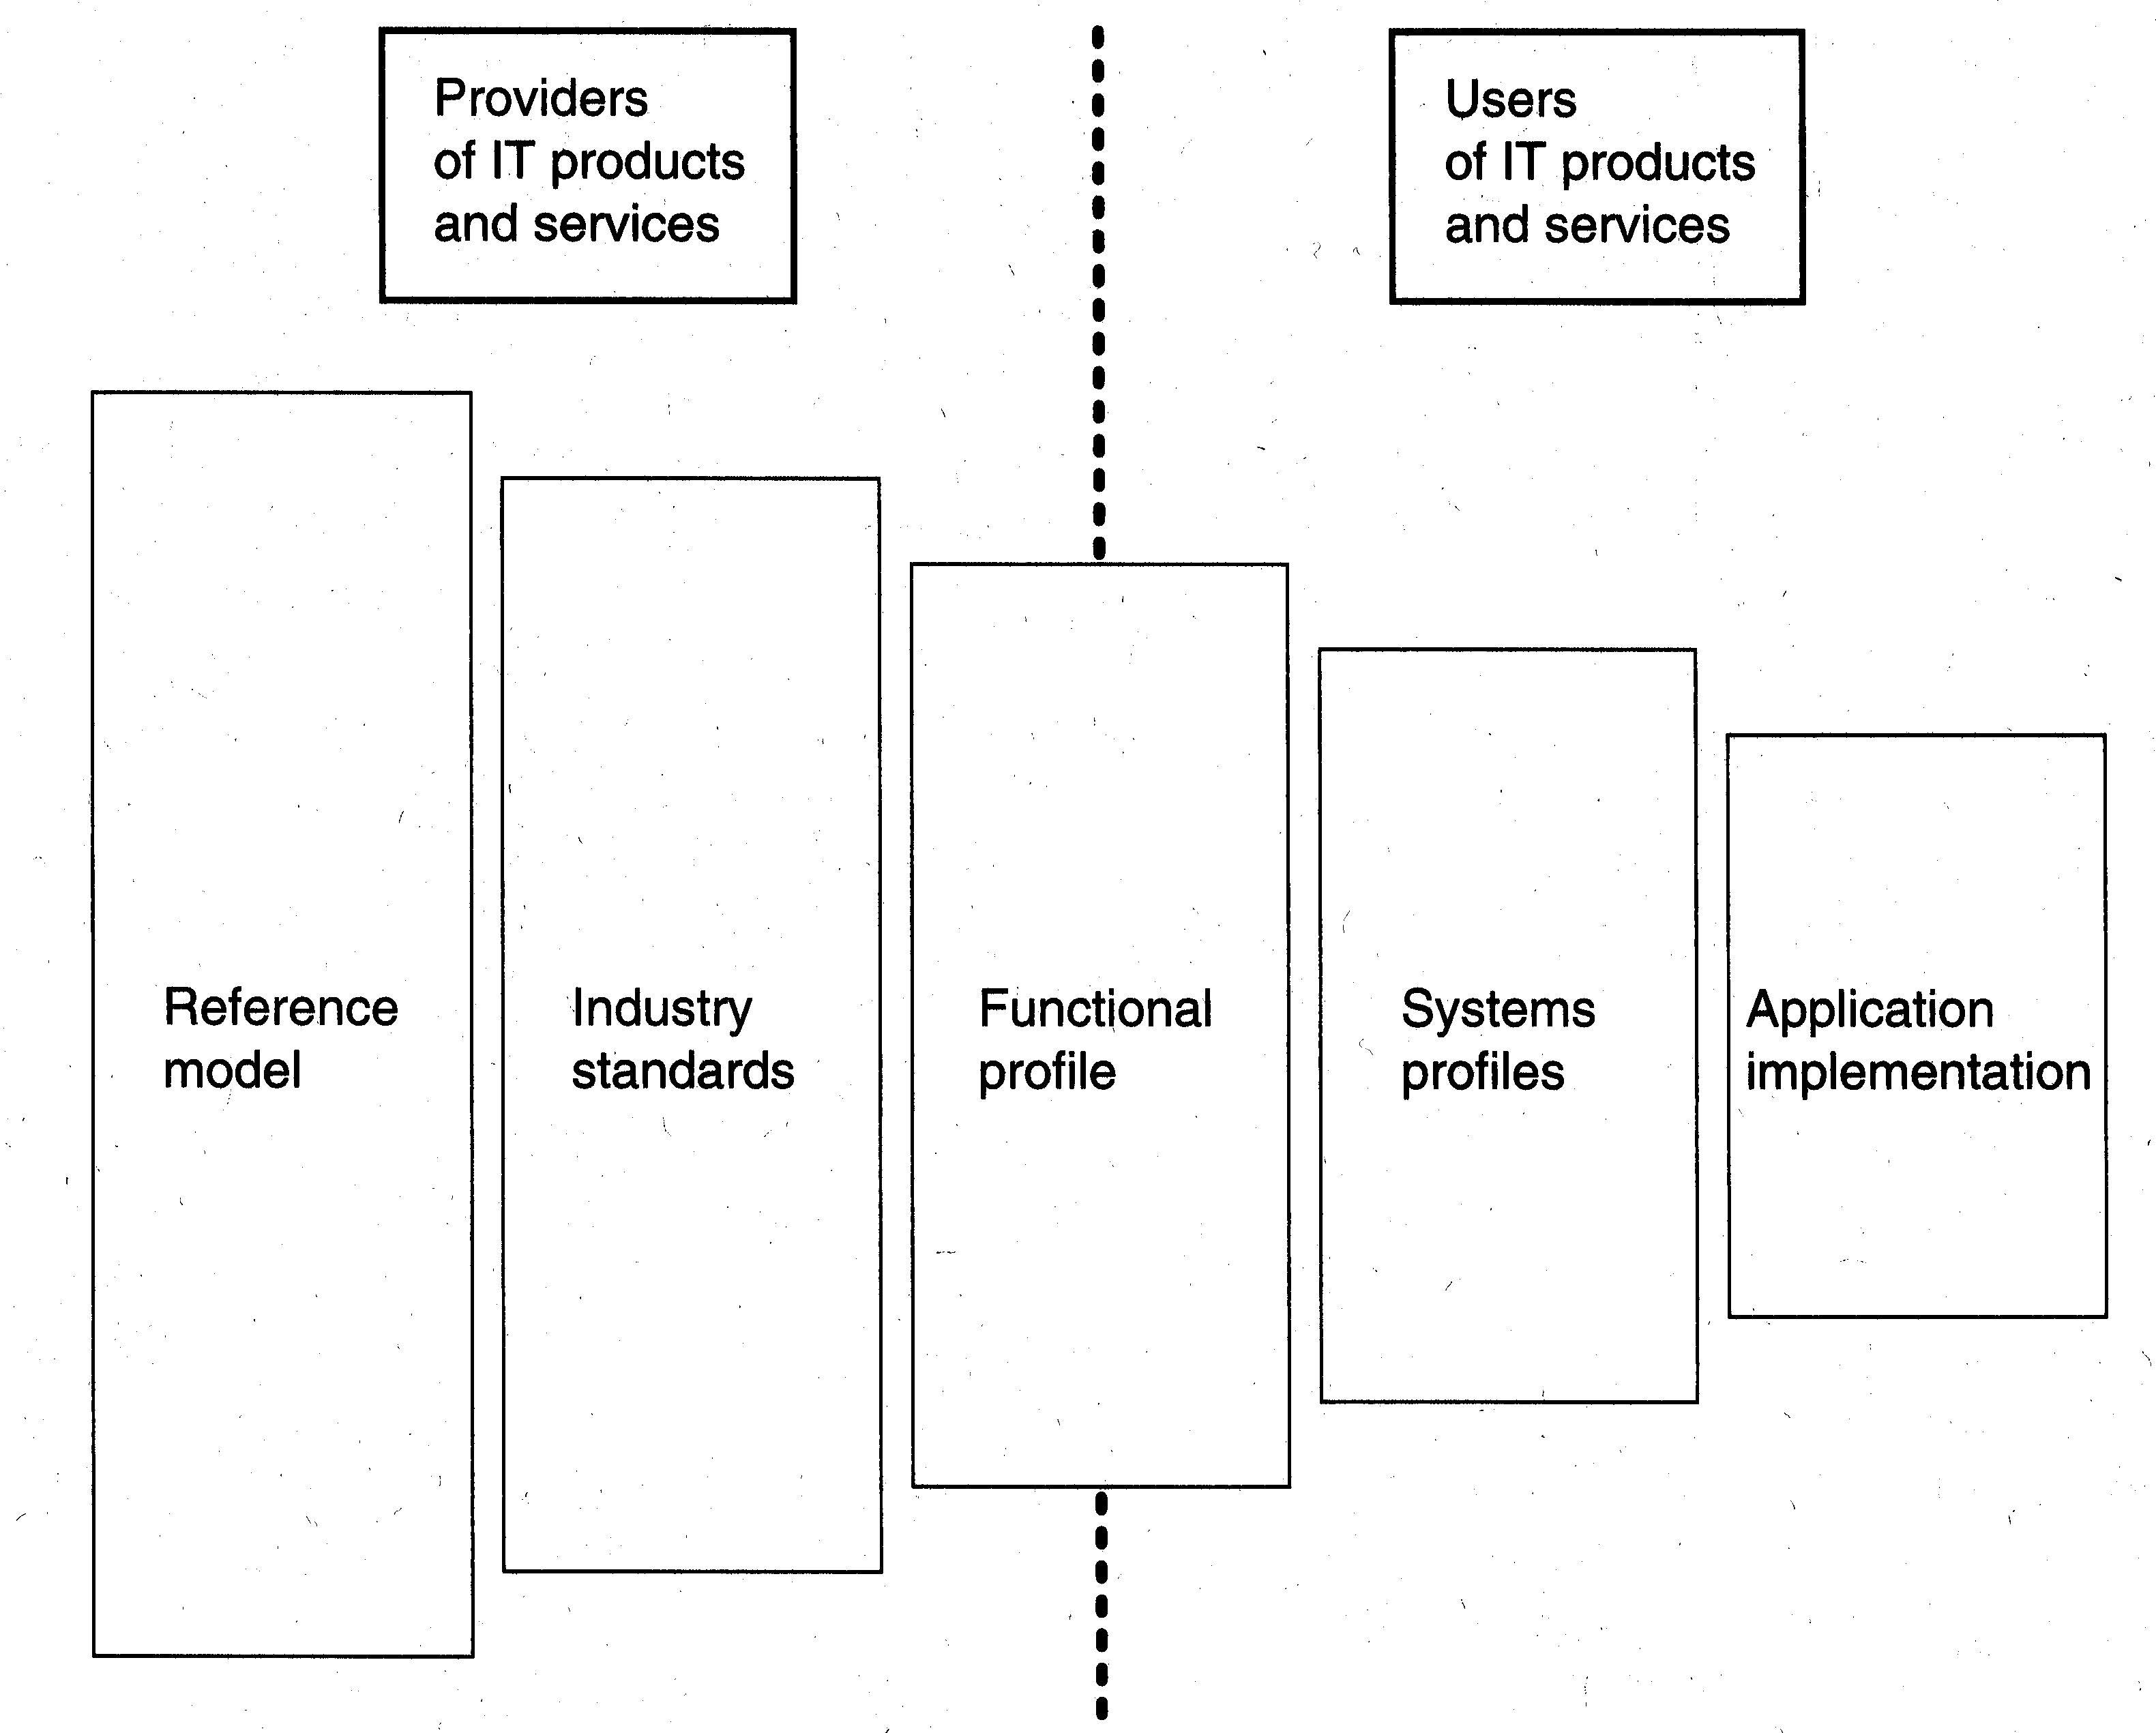 Providers
of IT products
and services
Users
of IT products
and services
Reference
model
Industry
standards
Functional
profile
Systems
profiles
Application
implementation